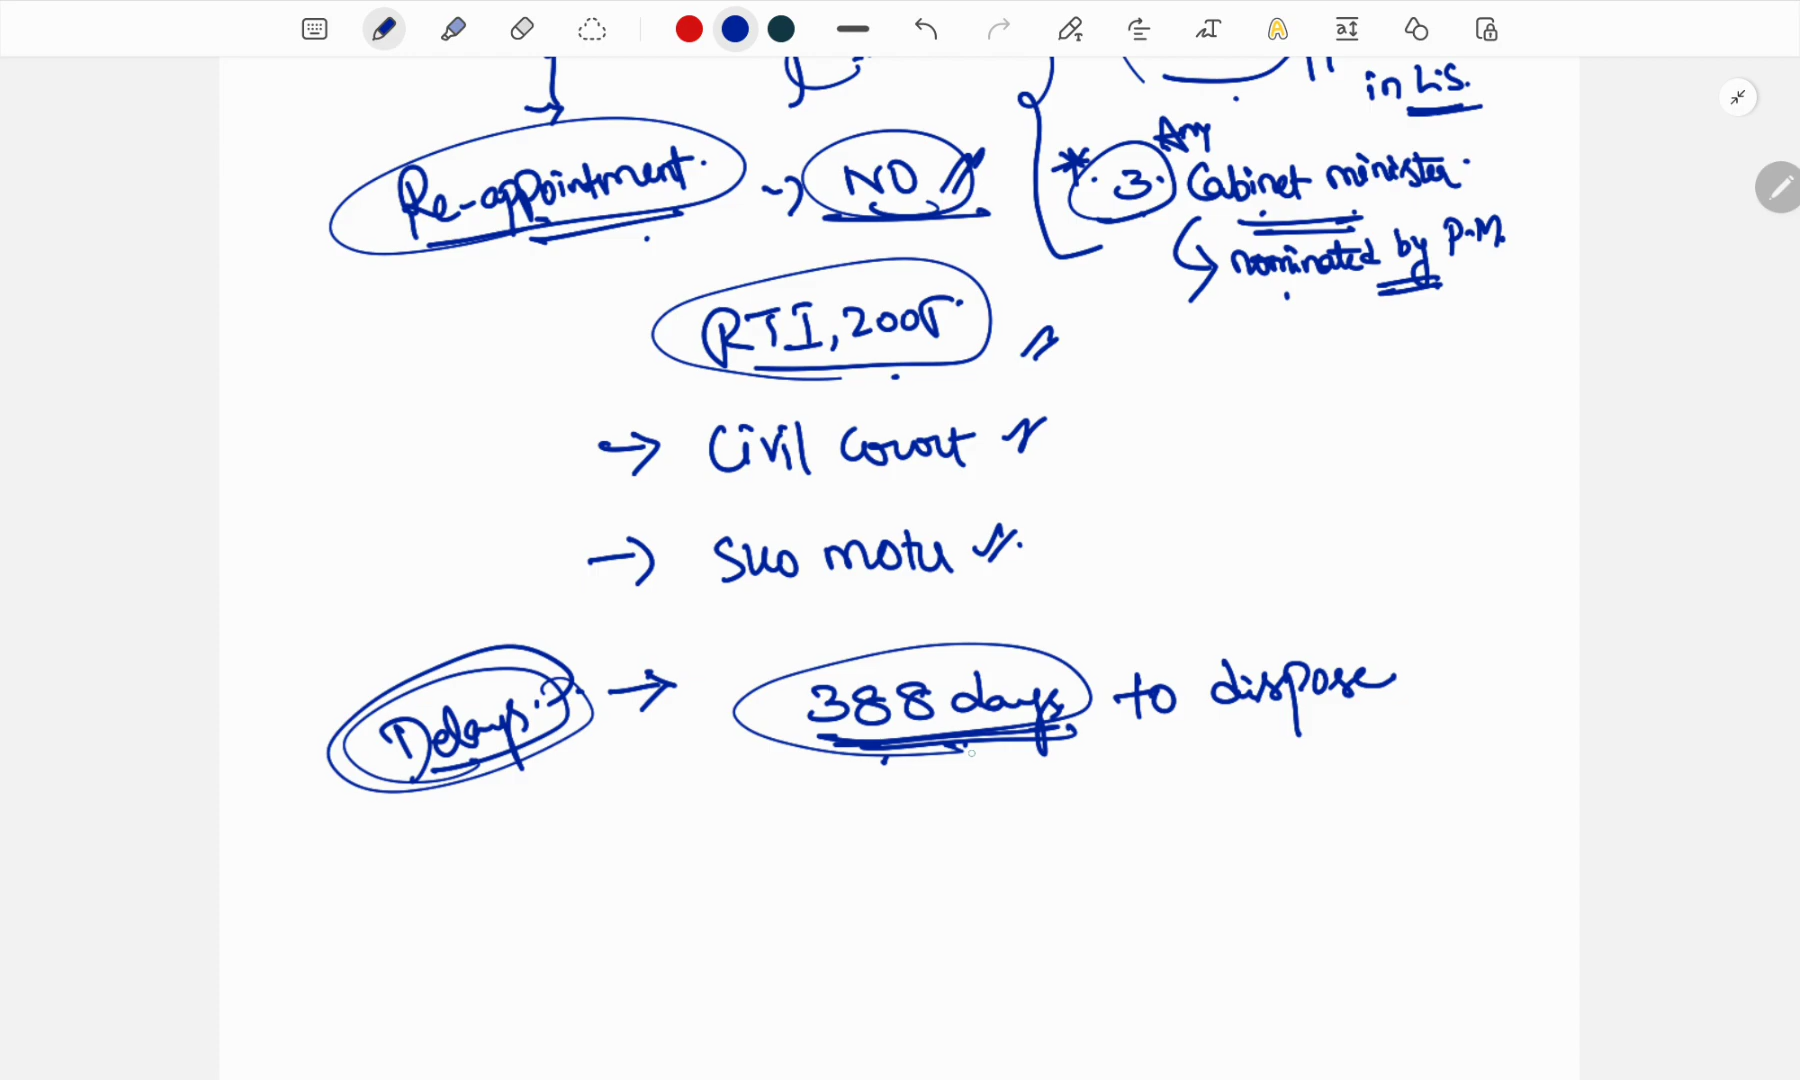 in L.S.
Any
Re-appointment. → NO
* 3. Cabinet minister.
nominated by P.M.
RTI, 2005.
→ Civil Court
→ Suo motu
Delays → 388 days to dispose